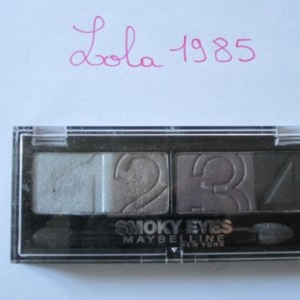 Lola 1985
1 2 3 4
SMOKY EYES
MAYBELLINE
NEW YORK